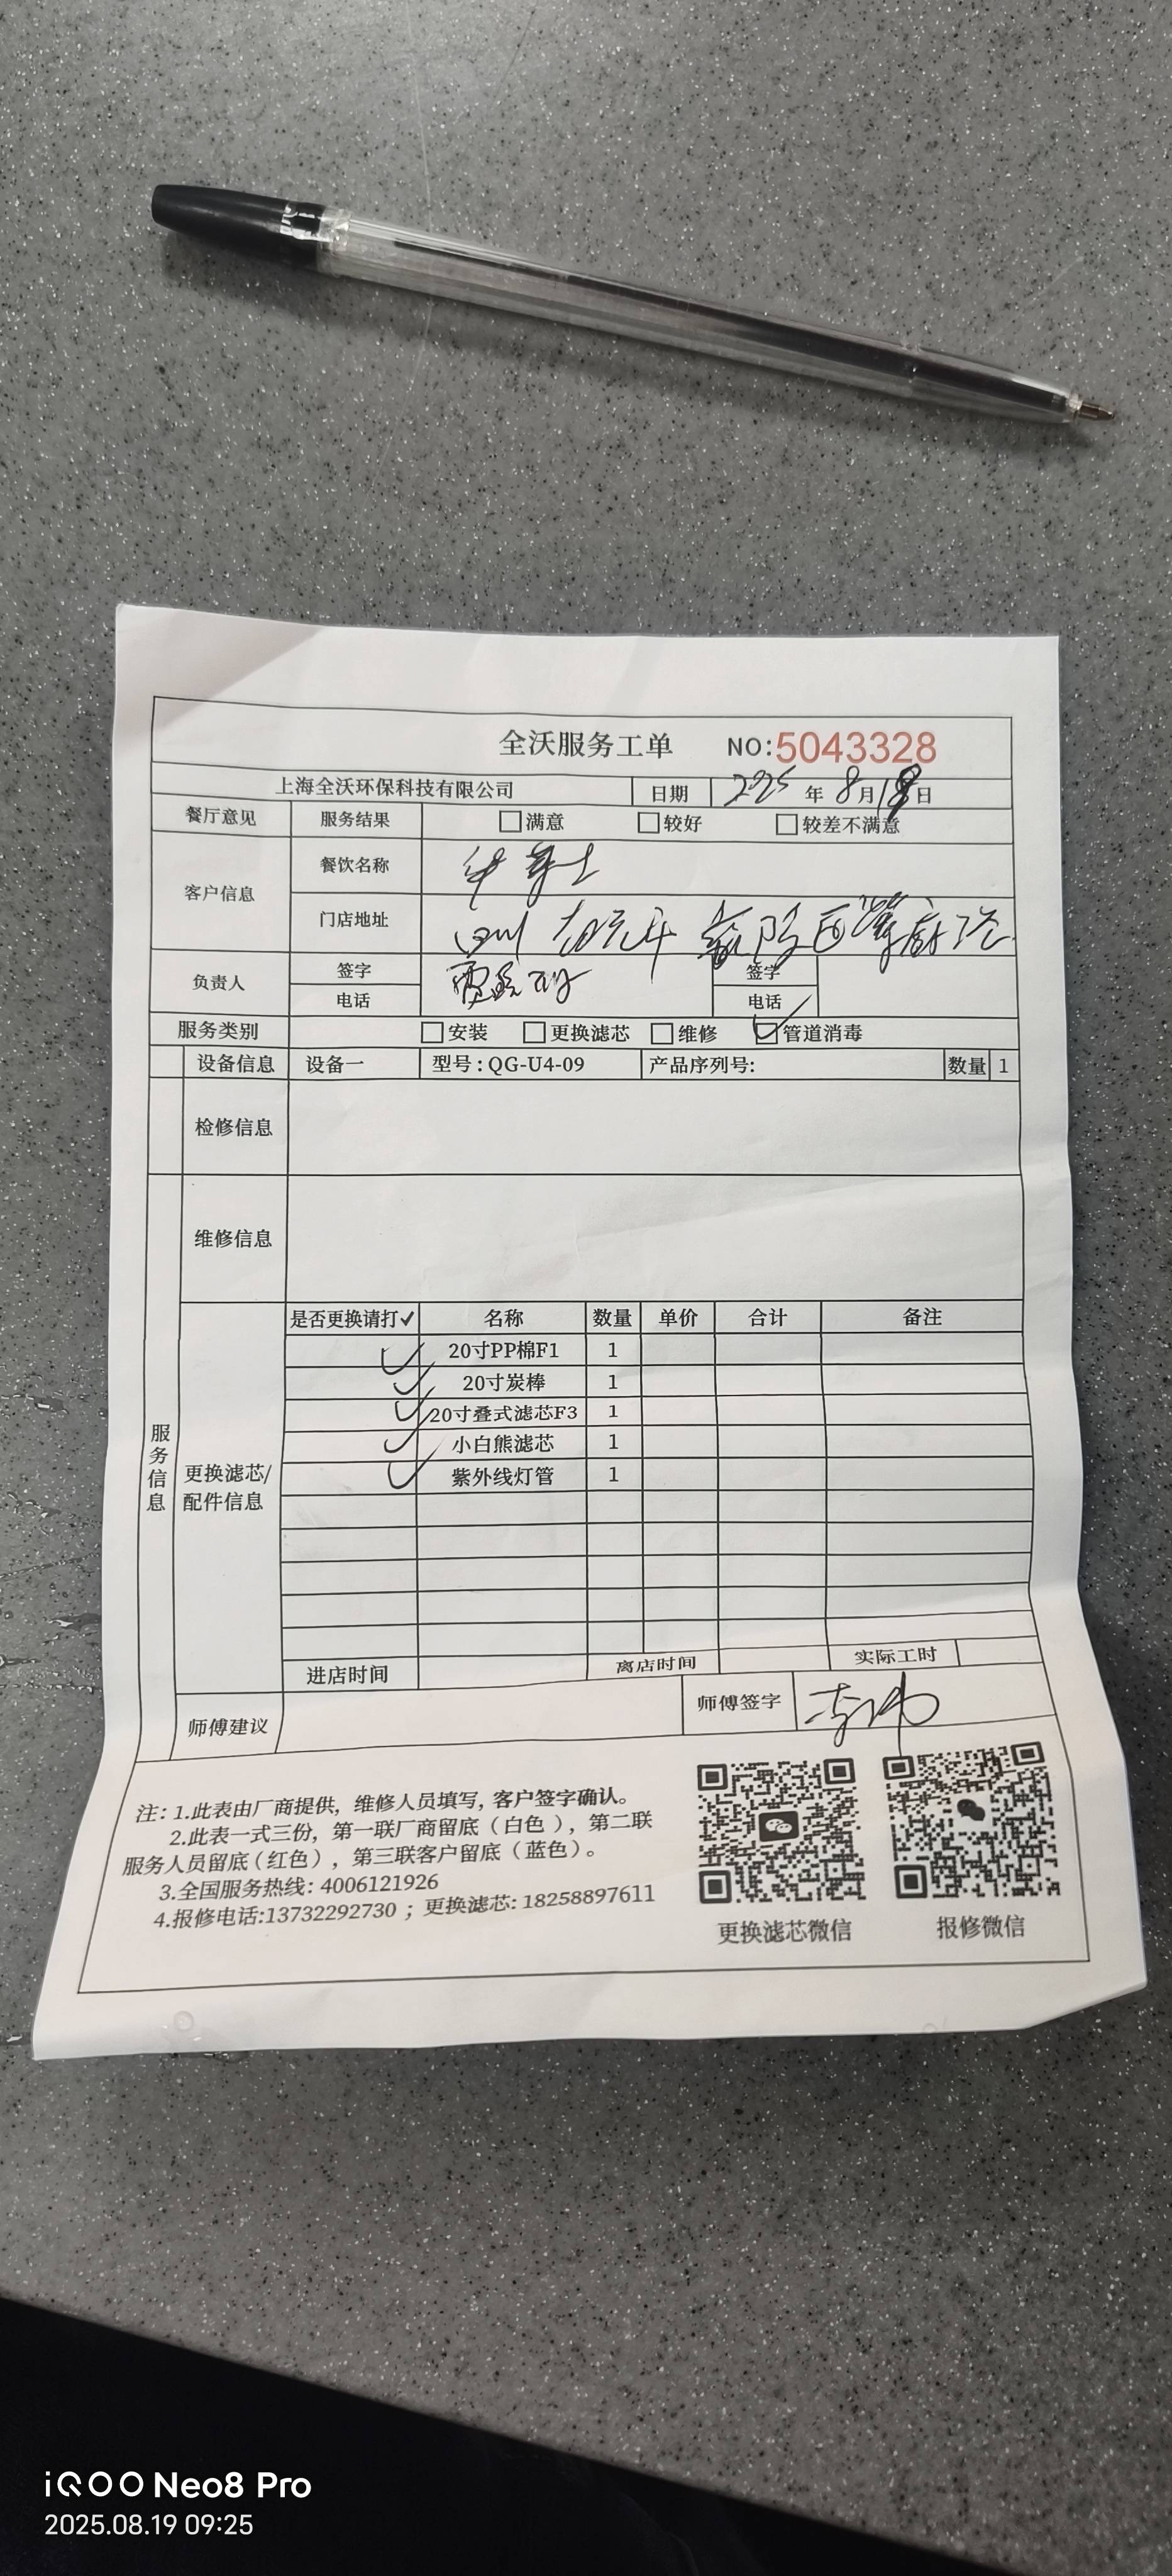 全沃服务工单 NO:5043328
上海全沃环保科技有限公司 日期 2025年8月18日
餐厅意见 服务结果 □满意 □较好 □较差不满意
客户信息 餐饮名称
门店地址 四川
负责人 签字 签字
电话 电话
服务类别 □安装 □更换滤芯 □维修 ☑管道消毒
设备信息 设备一 型号:QG-U4-09 产品序列号: 数量 1
检修信息
维修信息
服务信息
更换滤芯/配件信息
是否更换请打✓ 名称 数量 单价 合计 备注
✓ 20寸PP棉F1 1
✓ 20寸炭棒 1
✓ 20寸叠式滤芯F3 1
✓ 小白熊滤芯 1
✓ 紫外线灯管 1
进店时间 离店时间 实际工时
师傅建议 师傅签字
注:1.此表由厂商提供,维修人员填写,客户签字确认。
2.此表一式三份,第一联厂商留底(白色),第二联
服务人员留底(红色),第三联客户留底(蓝色)。
3.全国服务热线:4006121926
4.报修电话:13732292730;更换滤芯:18258897611
更换滤芯微信 报修微信
iQOO Neo8 Pro
2025.08.19 09:25